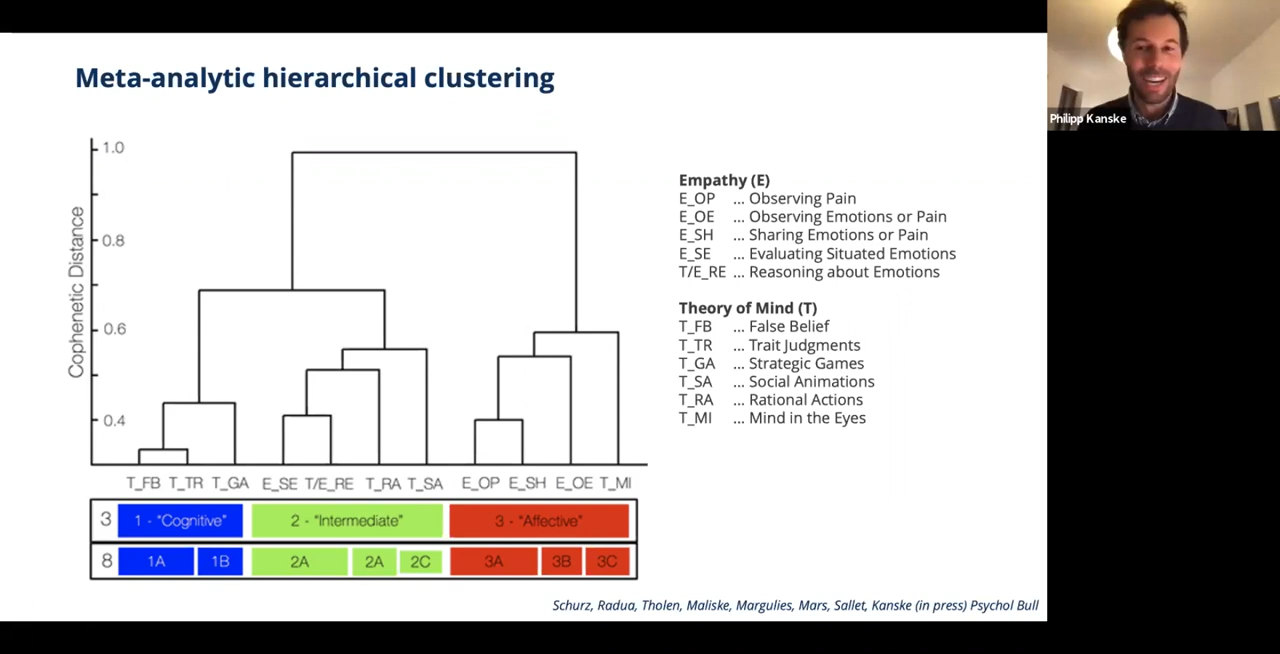 Meta-analytic hierarchical clustering
Philipp Kanske
Cophenetic Distance
1.0
0.8
0.6
0.4
T_FB T_TR T_GA E_SE T/E_RE T_RA T_SA E_OP E_SH E_OE T_MI
3 1 - "Cognitive" 2 - "Intermediate" 3 - "Affective"
8 1A 1B 2A 2A 2C 3A 3B 3C
Empathy (E)
E_OP ... Observing Pain
E_OE ... Observing Emotions or Pain
E_SH ... Sharing Emotions or Pain
E_SE ... Evaluating Situated Emotions
T/E_RE ... Reasoning about Emotions
Theory of Mind (T)
T_FB ... False Belief
T_TR ... Trait Judgments
T_GA ... Strategic Games
T_SA ... Social Animations
T_RA ... Rational Actions
T_MI ... Mind in the Eyes
Schurz, Radua, Tholen, Maliske, Margulies, Mars, Sallet, Kanske (in press) Psychol Bull